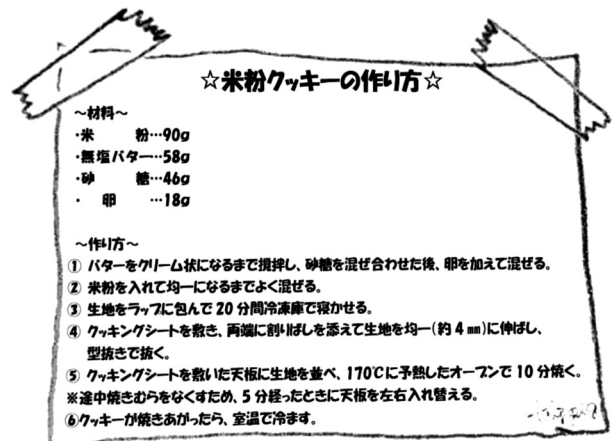 ☆米粉クッキーの作り方☆
～材料～
・米　　粉…90g
・無塩バター…58g
・砂　　糖…46g
・　卵　　…18g
～作り方～
① バターをクリーム状になるまで撹拌し、砂糖を混ぜ合わせた後、卵を加えて混ぜる。
② 米粉を入れて均一になるまでよく混ぜる。
③ 生地をラップに包んで 20 分間冷凍庫で寝かせる。
④ クッキングシートを敷き、両端に割りばしを添えて生地を均一(約 4 ㎜)に伸ばし、
型抜きで抜く。
⑤ クッキングシートを敷いた天板に生地を並べ、170℃に予熱したオーブンで 10 分焼く。
※途中焼きむらをなくすため、5 分経ったときに天板を左右入れ替える。
⑥クッキーが焼きあがったら、室温で冷ます。